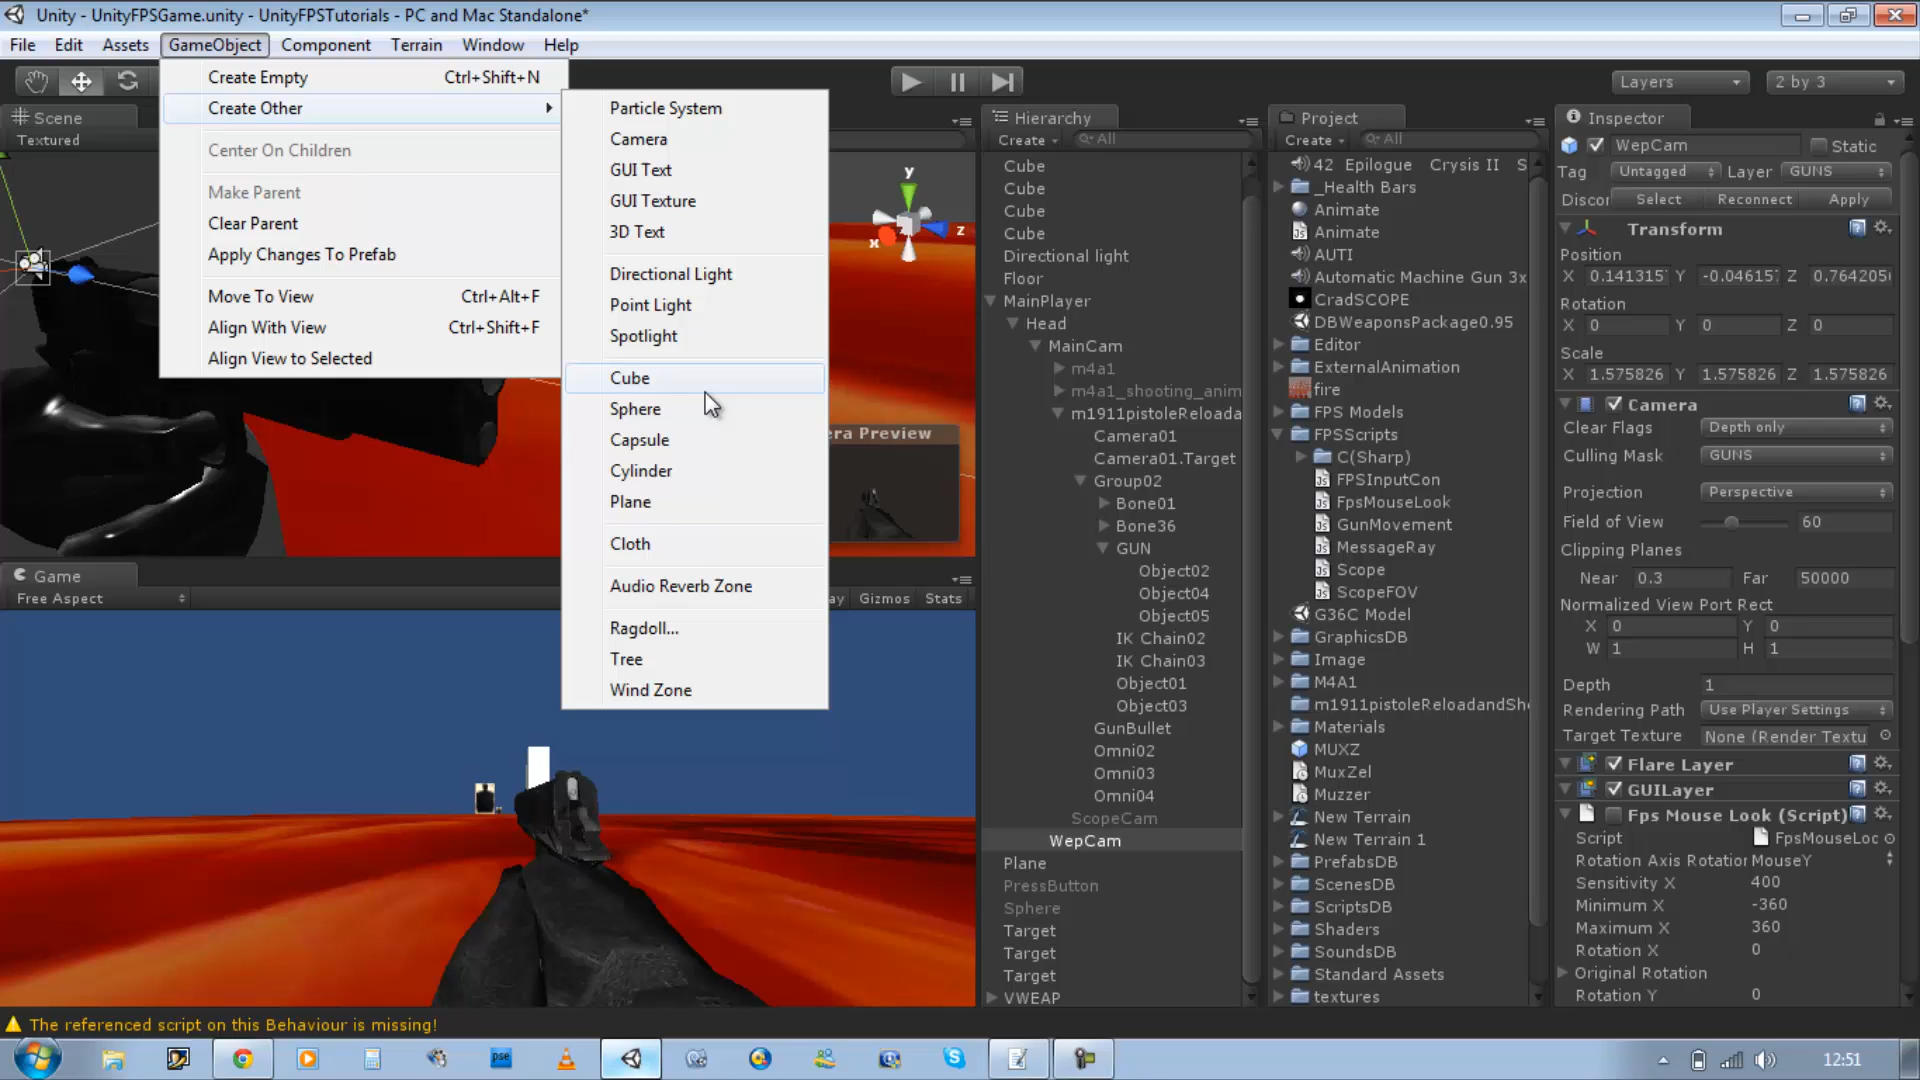 Unity - UnityFPSGame.unity - UnityFPSTutorials - PC and Mac Standalone*
File Edit Assets GameObject Component Terrain Window Help
Create Empty Ctrl+Shift+N
Create Other
Center On Children
Make Parent
Clear Parent
Apply Changes To Prefab
Move To View Ctrl+Alt+F
Align With View Ctrl+Shift+F
Align View to Selected
Particle System
Camera
GUI Text
GUI Texture
3D Text
Directional Light
Point Light
Spotlight
Cube
Sphere
Capsule
Cylinder
Plane
Cloth
Audio Reverb Zone
Ragdoll...
Tree
Wind Zone
Layers
2 by 3
Scene
Textured
y
x
z
era Preview
Game
Free Aspect
ay Gizmos Stats
Hierarchy
Create All
Cube
Cube
Cube
Cube
Directional light
Floor
MainPlayer
Head
MainCam
m4a1
m4a1_shooting_anim
m1911pistoleReloada
Camera01
Camera01.Target
Group02
Bone01
Bone36
GUN
Object02
Object04
Object05
IK Chain02
IK Chain03
Object01
Object03
GunBullet
Omni02
Omni03
Omni04
ScopeCam
WepCam
Plane
PressButton
Sphere
Target
Target
Target
VWEAP
Project
Create All
42 Epilogue Crysis II S
_Health Bars
Animate
Animate
AUTI
Automatic Machine Gun 3x
CradSCOPE
DBWeaponsPackage0.95
Editor
ExternalAnimation
fire
FPS Models
FPSScripts
C(Sharp)
FPSInputCon
FpsMouseLook
GunMovement
MessageRay
Scope
ScopeFOV
G36C Model
GraphicsDB
Image
M4A1
m1911pistoleReloadandSh
Materials
MUXZ
MuxZel
Muzzer
New Terrain
New Terrain 1
PrefabsDB
ScenesDB
ScriptsDB
Shaders
SoundsDB
Standard Assets
textures
Inspector
WepCam Static
Tag Untagged Layer GUNS
Discor Select Reconnect Apply
Transform
Position
X 0.141315 Y -0.04615 Z 0.764205
Rotation
X 0 Y 0 Z 0
Scale
X 1.575826 Y 1.575826 Z 1.575826
Camera
Clear Flags Depth only
Culling Mask GUNS
Projection Perspective
Field of View 60
Clipping Planes
Near 0.3 Far 50000
Normalized View Port Rect
X 0 Y 0
W 1 H 1
Depth 1
Rendering Path Use Player Settings
Target Texture None (Render Textu
Flare Layer
GUILayer
Fps Mouse Look (Script)
Script FpsMouseLoc
Rotation Axis Rotation MouseY
Sensitivity X 400
Minimum X -360
Maximum X 360
Rotation X 0
Original Rotation
Rotation Y 0
The referenced script on this Behaviour is missing!
pse
12:51